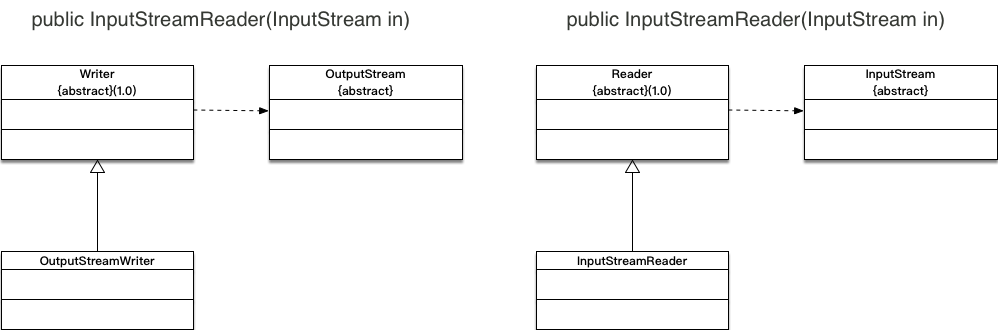 public InputStreamReader(InputStream in)
public InputStreamReader(InputStream in)
Writer
{abstract}(1.0)
OutputStream
{abstract}
Reader
{abstract}(1.0)
InputStream
{abstract}
OutputStreamWriter
InputStreamReader